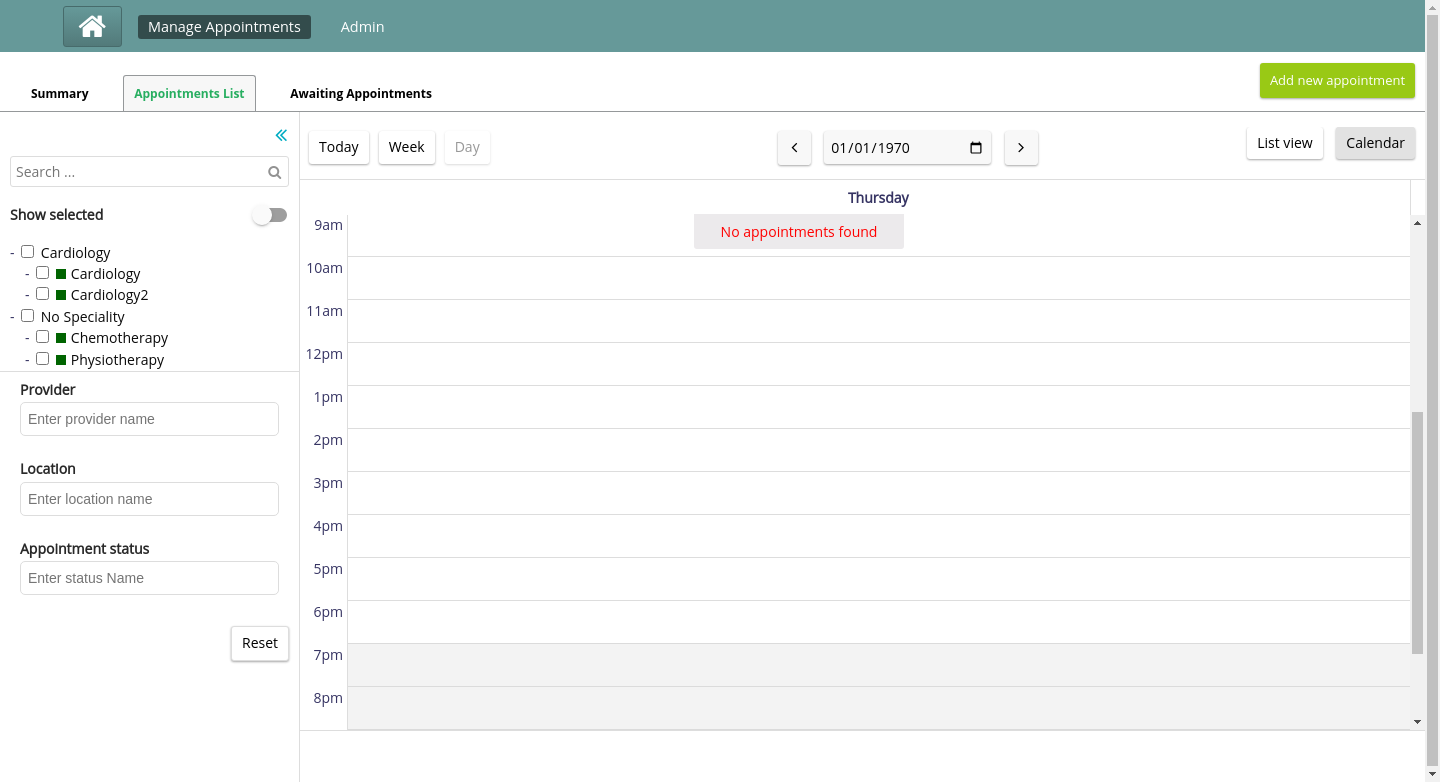 Manage Appointments Admin
Summary Appointments List Awaiting Appointments Add new appointment
Today Week Day 01/01/1970 List view Calendar
Search ...
Show selected
- Cardiology
- Cardiology
- Cardiology2
- No Speciality
- Chemotherapy
- Physiotherapy
Provider
Enter provider name
Location
Enter location name
Appointment status
Enter status Name
Reset
Thursday
No appointments found
9am
10am
11am
12pm
1pm
2pm
3pm
4pm
5pm
6pm
7pm
8pm